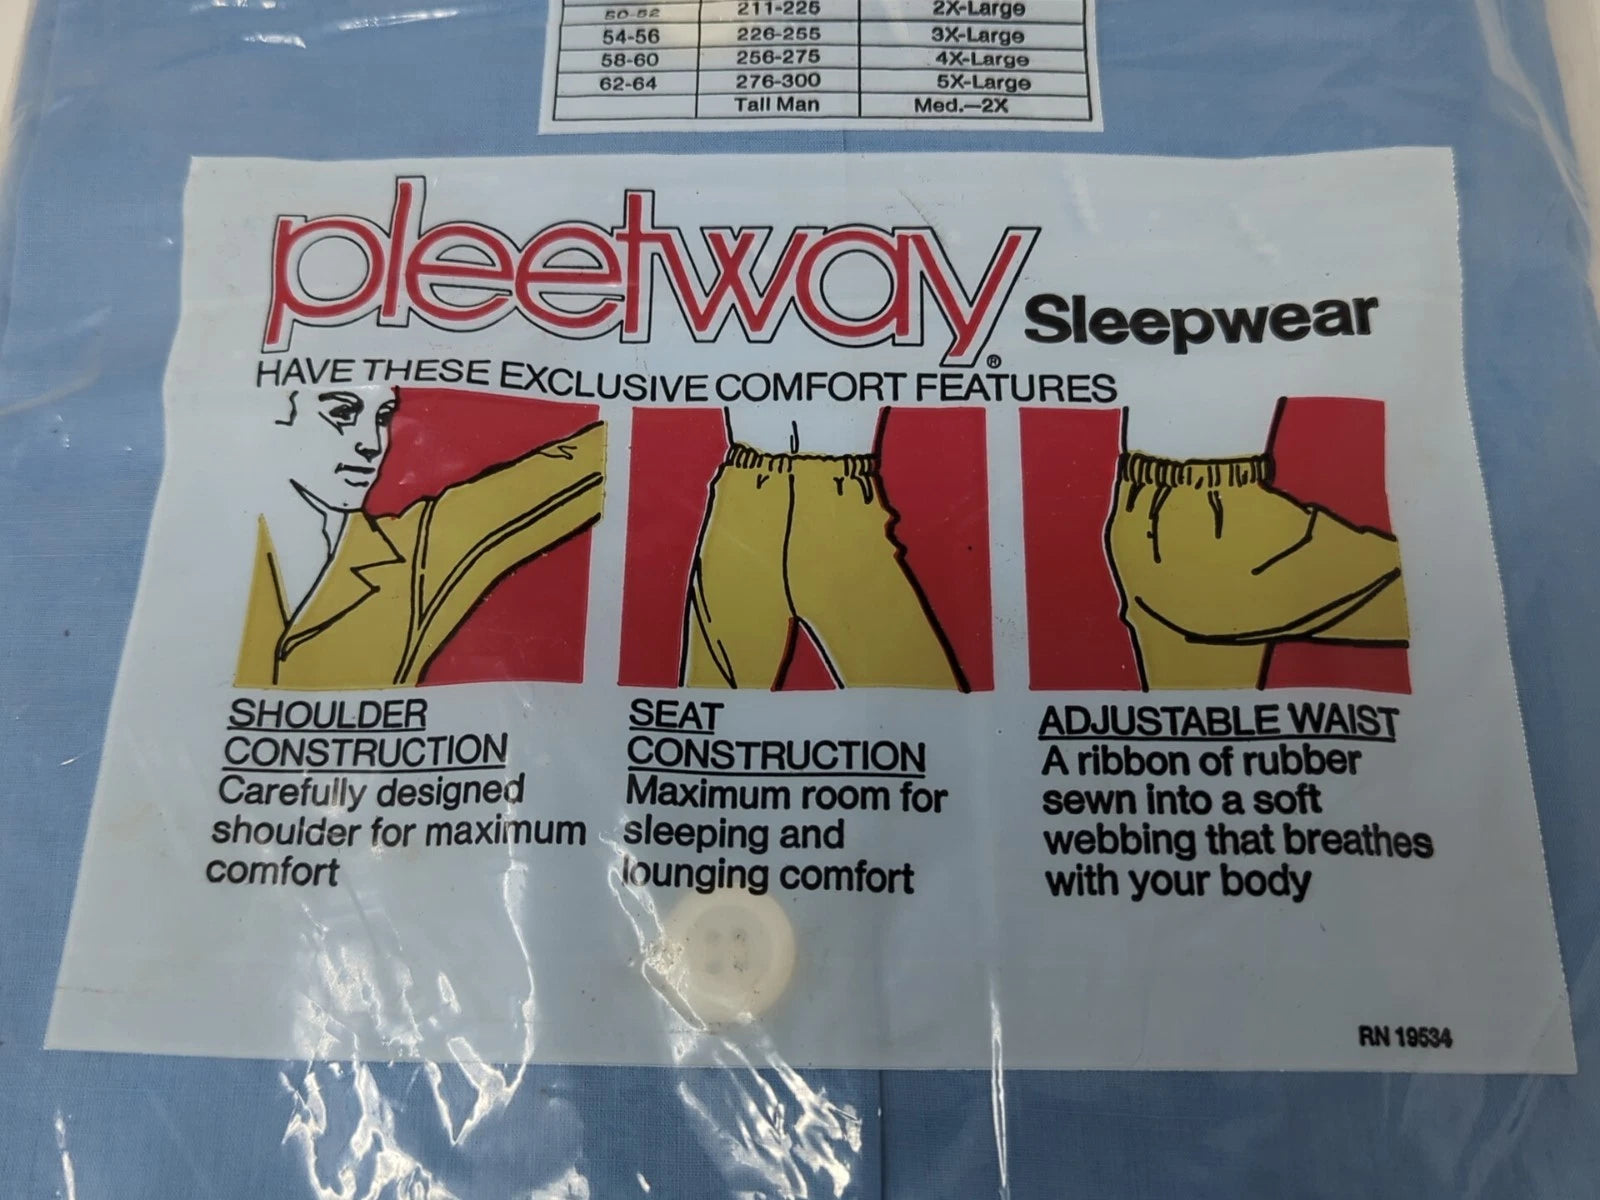 50-52 211-225 2X-Large
54-56 226-255 3X-Large
58-60 256-275 4X-Large
62-64 276-300 5X-Large
Tall Man Med.—2X
pleetway® Sleepwear
HAVE THESE EXCLUSIVE COMFORT FEATURES
SHOULDER
CONSTRUCTION
Carefully designed
shoulder for maximum
comfort
SEAT
CONSTRUCTION
Maximum room for
sleeping and
lounging comfort
ADJUSTABLE WAIST
A ribbon of rubber
sewn into a soft
webbing that breathes
with your body
RN 19534